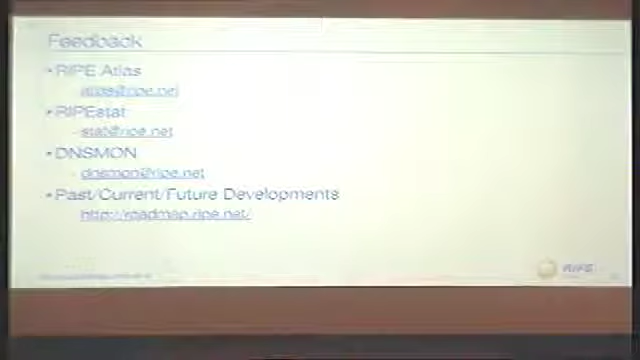 Feedback
• RIPE Atlas
- atlas@ripe.net
• RIPEstat
- stat@ripe.net
• DNSMON
- dnsmon@ripe.net
• Past/Current/Future Developments
http://roadmap.ripe.net/
RIPE